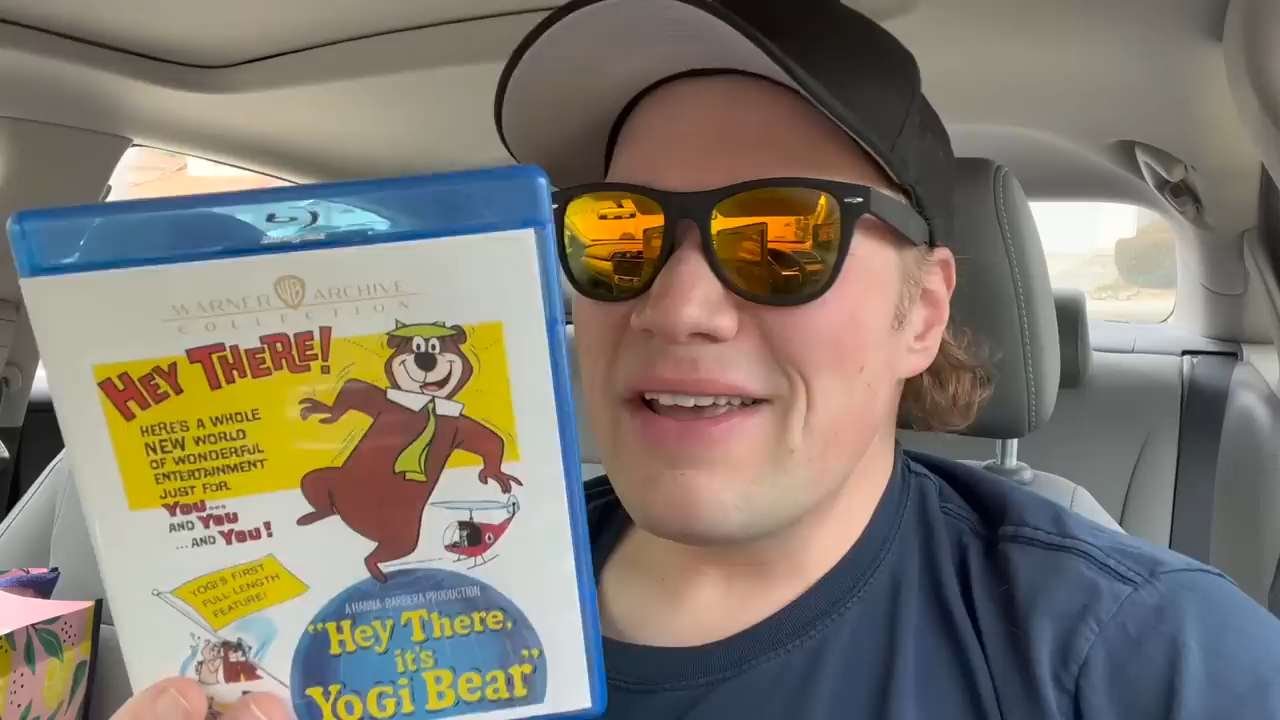 WARNER WB ARCHIVE
COLLECTION
HEY THERE!
HERE'S A WHOLE
NEW WORLD
OF WONDERFUL
ENTERTAINMENT
JUST FOR
YOU...
AND YOU
...AND YOU!
YOGI'S FIRST
FULL-LENGTH
FEATURE!
A HANNA-BARBERA PRODUCTION
"Hey There,
it's
YoGi Bear"